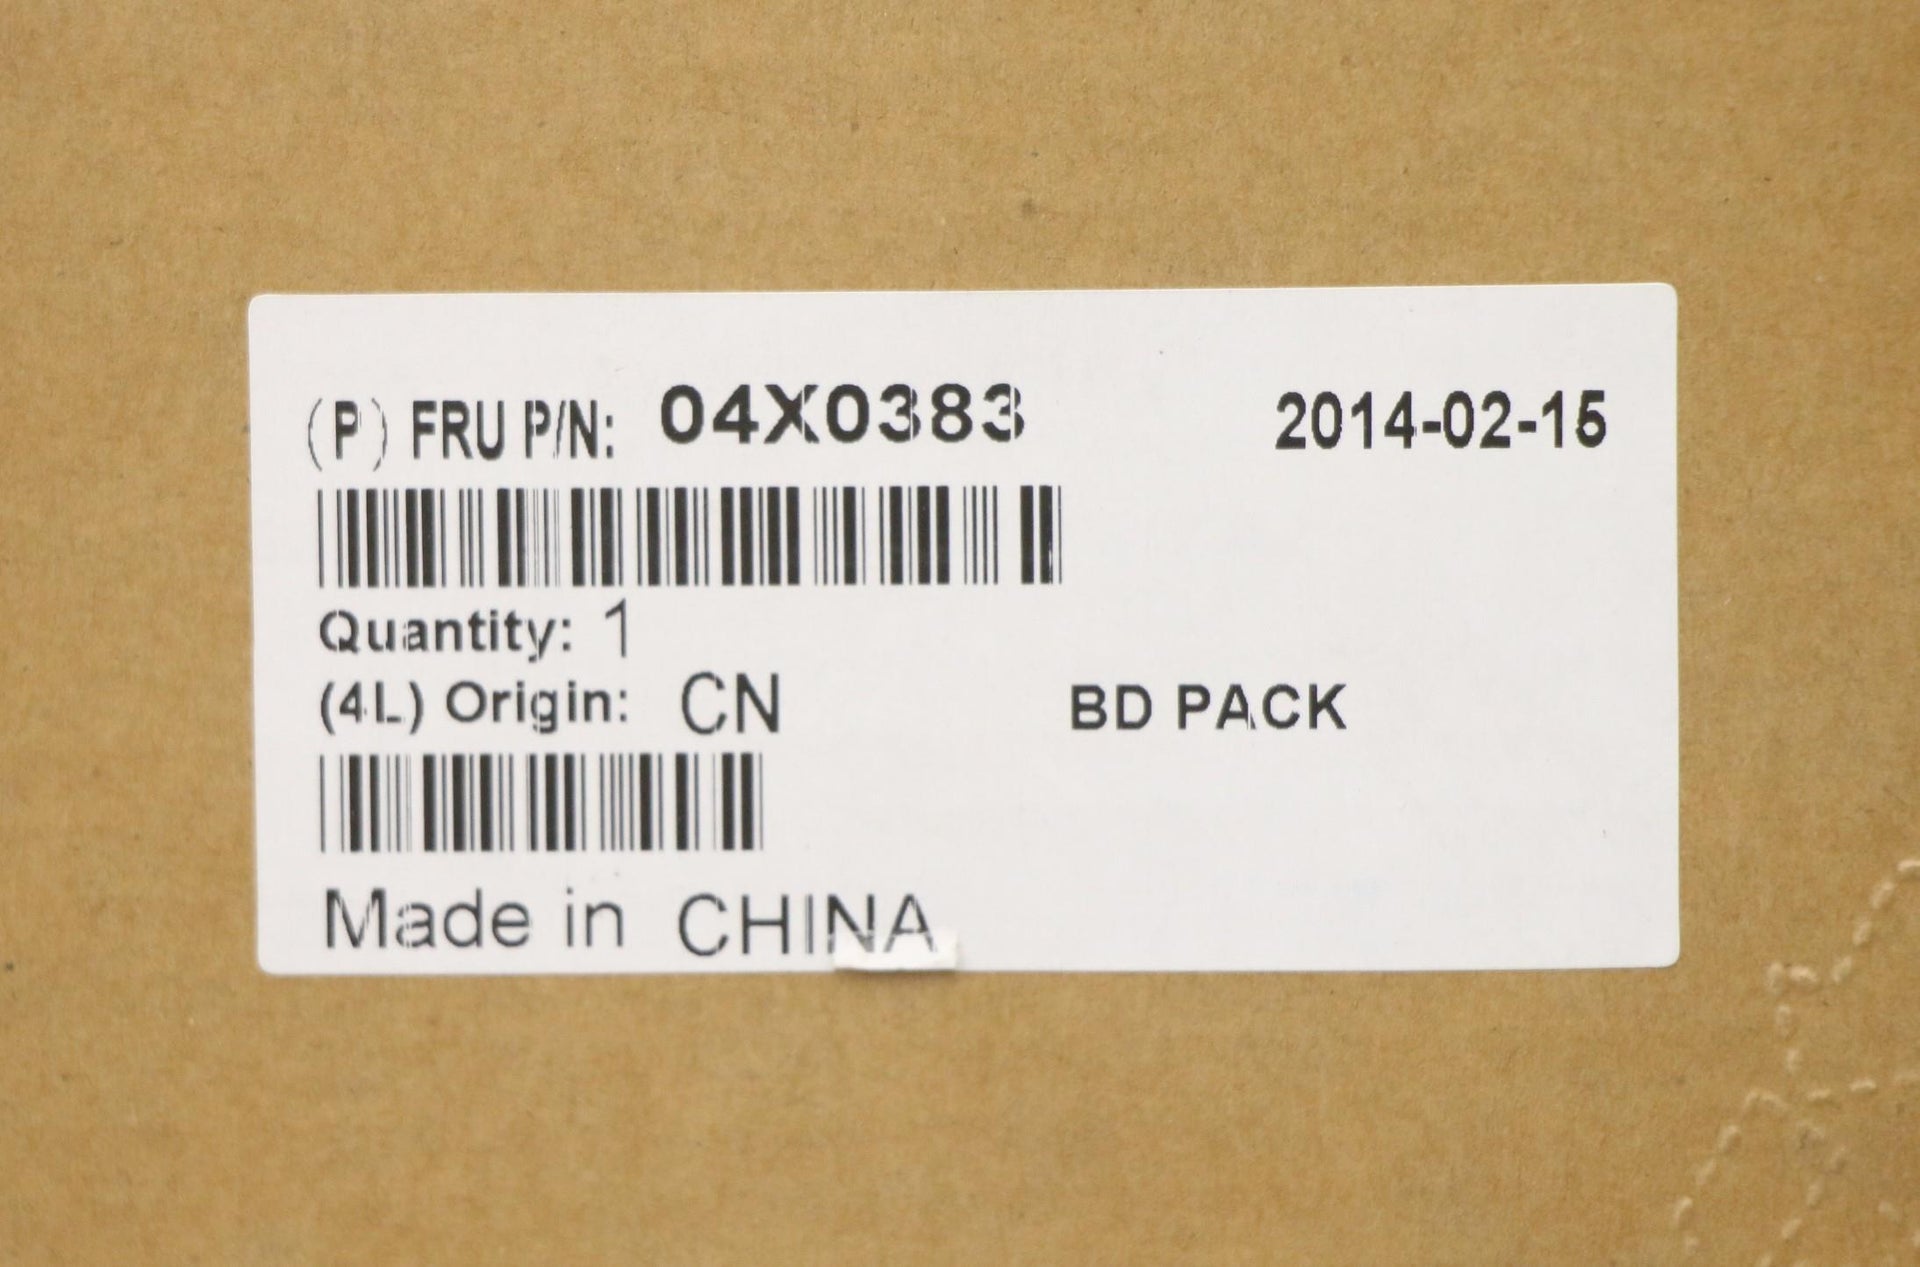 (P) FRU P/N: 04X0383 2014-02-15
Quantity: 1
(4L) Origin: CN BD PACK
Made in CHINA